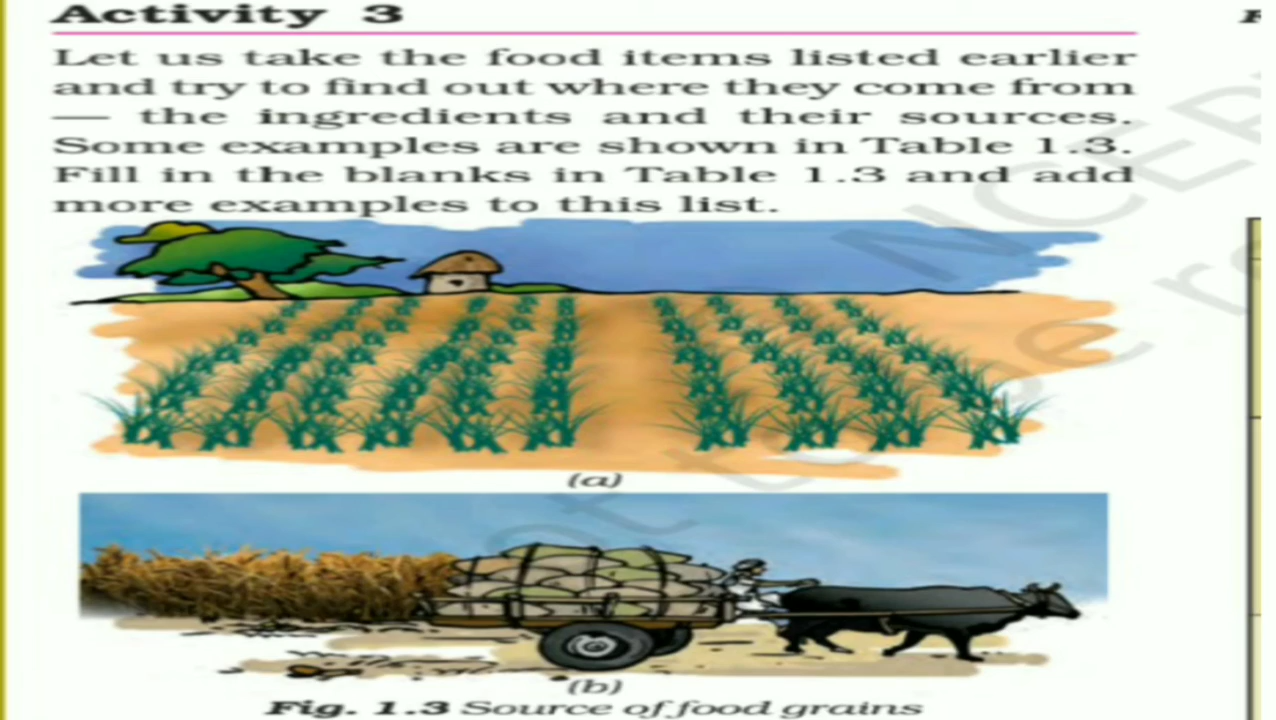 Activity 3
Let us take the food items listed earlier
and try to find out where they come from
— the ingredients and their sources.
Some examples are shown in Table 1.3.
Fill in the blanks in Table 1.3 and add
more examples to this list.
(a)
(b)
Fig. 1.3 Source of food grains